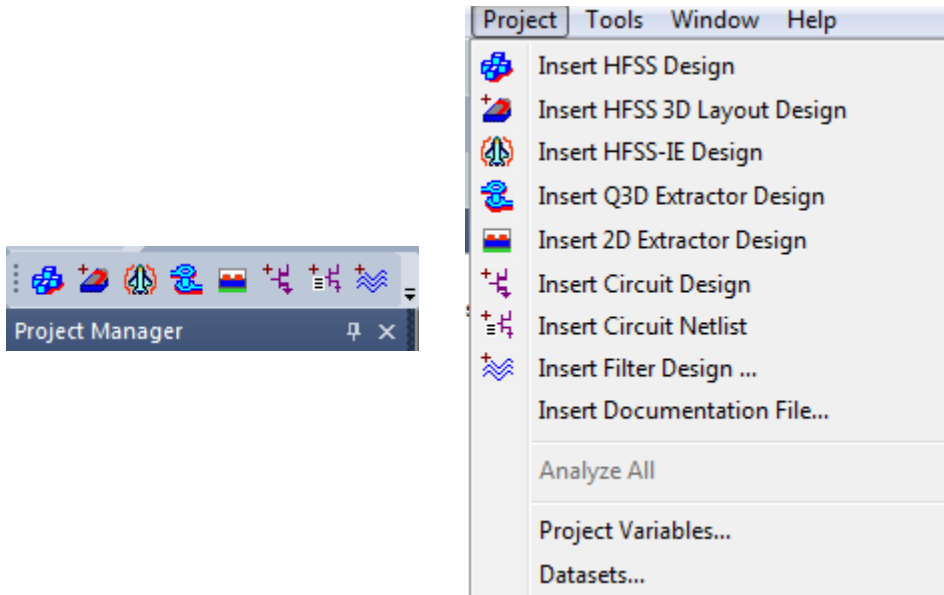 Project Manager
Project Tools Window Help
Insert HFSS Design
Insert HFSS 3D Layout Design
Insert HFSS-IE Design
Insert Q3D Extractor Design
Insert 2D Extractor Design
Insert Circuit Design
Insert Circuit Netlist
Insert Filter Design ...
Insert Documentation File...
Analyze All
Project Variables...
Datasets...